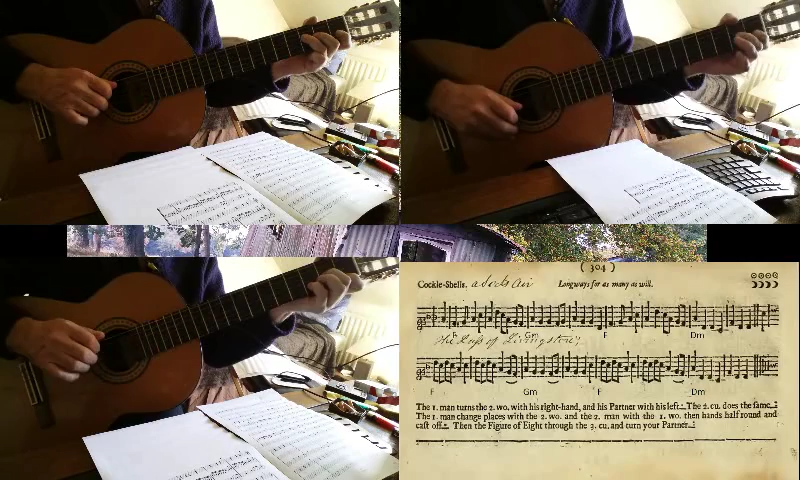 ( 304 )
Cockle-Shells. a Scots Air Longways for as many as will.
F Gm F Dm
The Lass of Livingstone
F Gm F Dm
The 1. man turns the 2. wo. with his right-hand, and his Partner with his left. The 2. cu. does the same.
The 1. man change places with the 2. wo. and the 2. man with the 1. wo. then hands half round and
cast off. Then the Figure of Eight through the 3. cu. and turn your Partner.